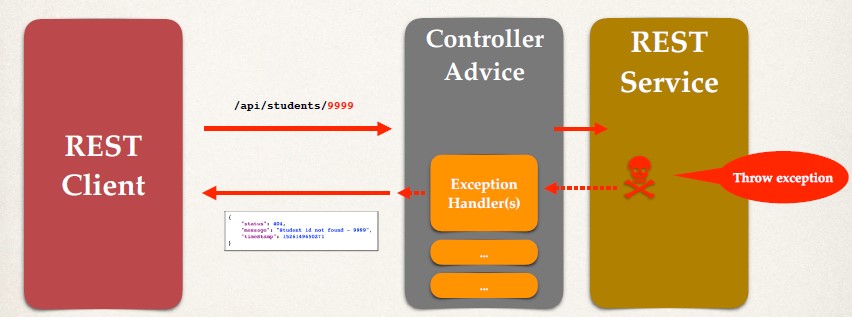 REST
Client
/api/students/9999
{
"status": 404,
"message": "Student id not found - 9999",
"timeStamp": 1526149650271
}
Controller
Advice
Exception
Handler(s)
...
...
REST
Service
Throw exception